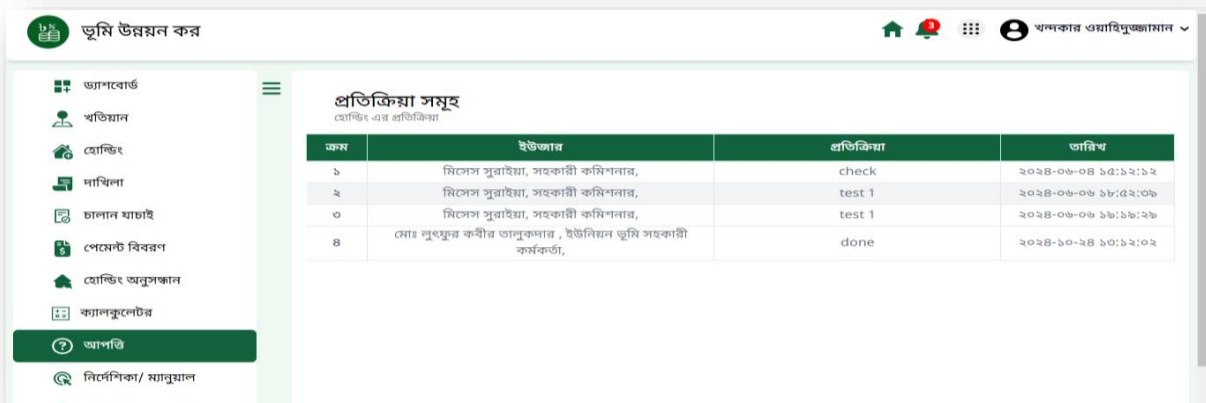 ৳%
ভূমি উন্নয়ন কর
3
খন্দকার ওয়াহিদুজ্জামান
ড্যাশবোর্ড
খতিয়ান
হোল্ডিং
দাখিলা
চালান যাচাই
পেমেন্ট বিবরণ
হোল্ডিং অনুসন্ধান
ক্যালকুলেটর
আপত্তি
নির্দেশিকা/ ম্যানুয়াল
প্রতিক্রিয়া সমূহ
হোল্ডিং এর প্রতিক্রিয়া
ক্রম ইউজার প্রতিক্রিয়া তারিখ
১ মিসেস সুরাইয়া, সহকারী কমিশনার, check ২০২৪-০৬-০৪ ১৫:১২:১২
২ মিসেস সুরাইয়া, সহকারী কমিশনার, test 1 ২০২৪-০৬-০৬ ১৮:৫২:৩৯
৩ মিসেস সুরাইয়া, সহকারী কমিশনার, test 1 ২০২৪-০৬-০৬ ১৯:১৯:২৯
৪ মোঃ লুৎফুর কবীর তালুকদার , ইউনিয়ন ভূমি সহকারী
কর্মকর্তা, done ২০২৪-১০-২৪ ১৩:১২:০২